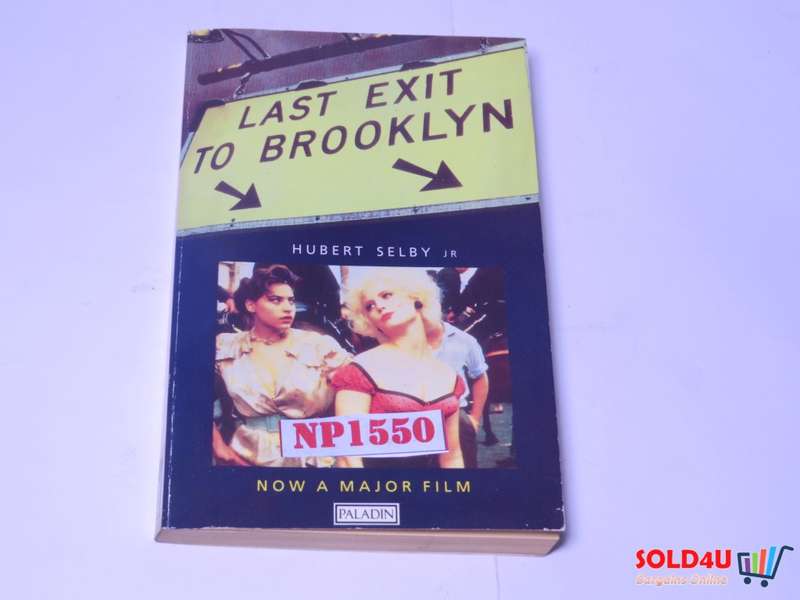 LAST EXIT
TO BROOKLYN
HUBERT SELBY JR
NP1550
NOW A MAJOR FILM
PALADIN
SOLD4U
Bargains Online